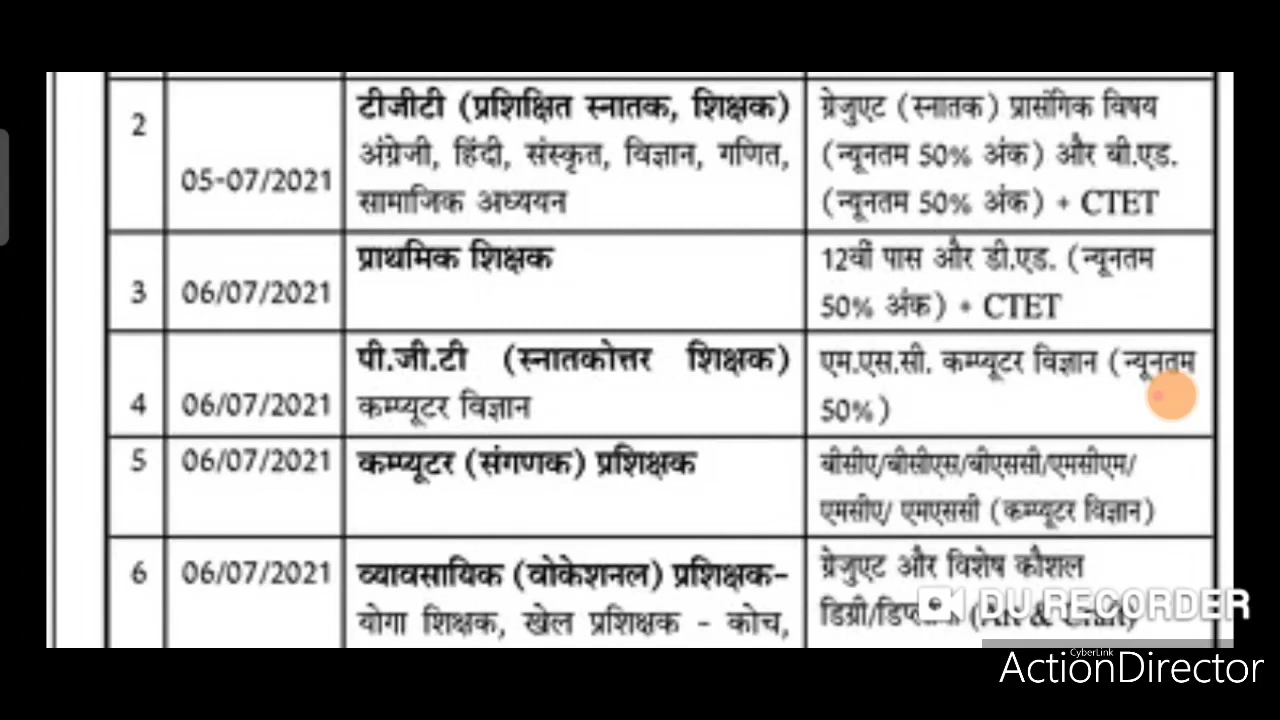 2
टीजीटी (प्रशिक्षित स्नातक, शिक्षक)
अंग्रेजी, हिंदी, संस्कृत, विज्ञान, गणित,
सामाजिक अध्ययन
05-07/2021
ग्रेजुएट (स्नातक) प्रासंगिक विषय
(न्यूनतम 50% अंक) और बी.एड.
(न्यूनतम 50% अंक) + CTET
3
06/07/2021
प्राथमिक शिक्षक
12वीं पास और डी.एड. (न्यूनतम
50% अंक) + CTET
4
06/07/2021
पी.जी.टी (स्नातकोत्तर शिक्षक)
कम्प्यूटर विज्ञान
एम.एस.सी. कम्प्यूटर विज्ञान (न्यूनतम
50%)
5
06/07/2021
कम्प्यूटर (संगणक) प्रशिक्षक
बीसीए/बीसीएस/बीएससी/एमसीएम/
एमसीए/ एमएससी (कम्प्यूटर विज्ञान)
6
06/07/2021
व्यावसायिक (वोकेशनल) प्रशिक्षक-
योगा शिक्षक, खेल प्रशिक्षक - कोच,
ग्रेजुएट और विशेष कौशल
डिग्री/
DU RECORDER
CyberLink
ActionDirector